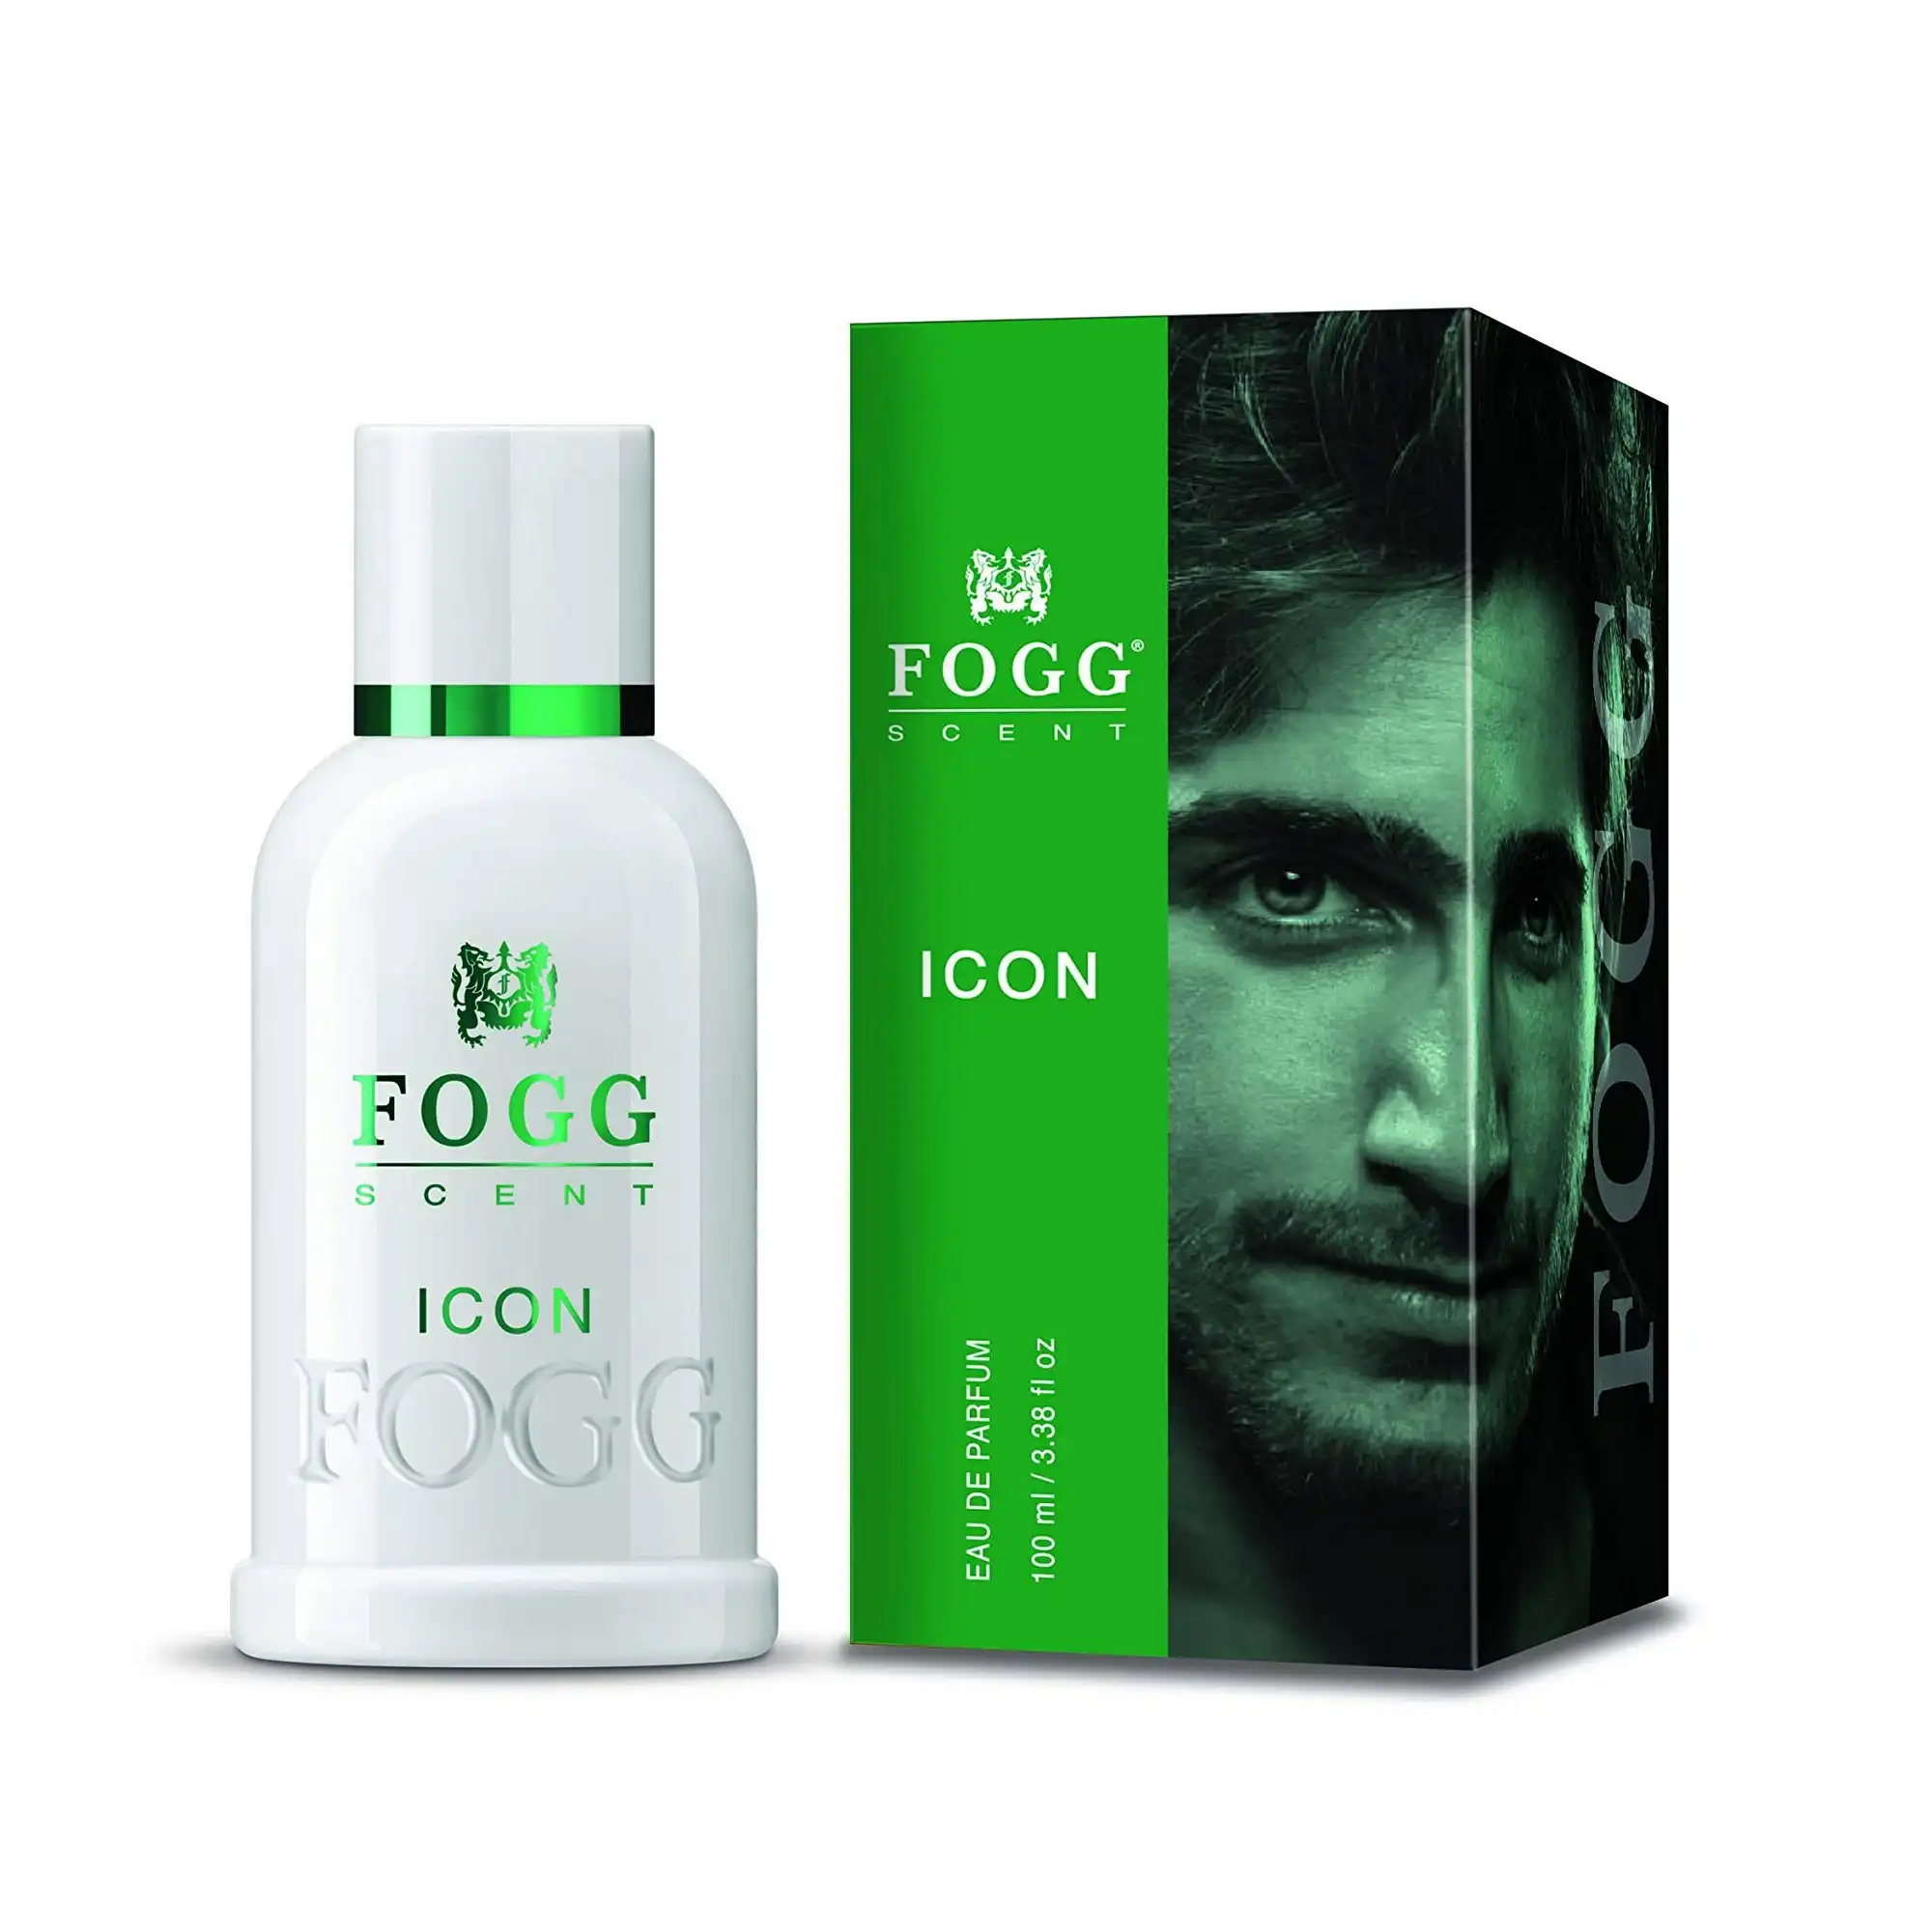 FOGG
SCENT
ICON
FOGG
FOGG®
SCENT
ICON
EAU DE PARFUM
100 ml / 3.38 fl oz
FOGG